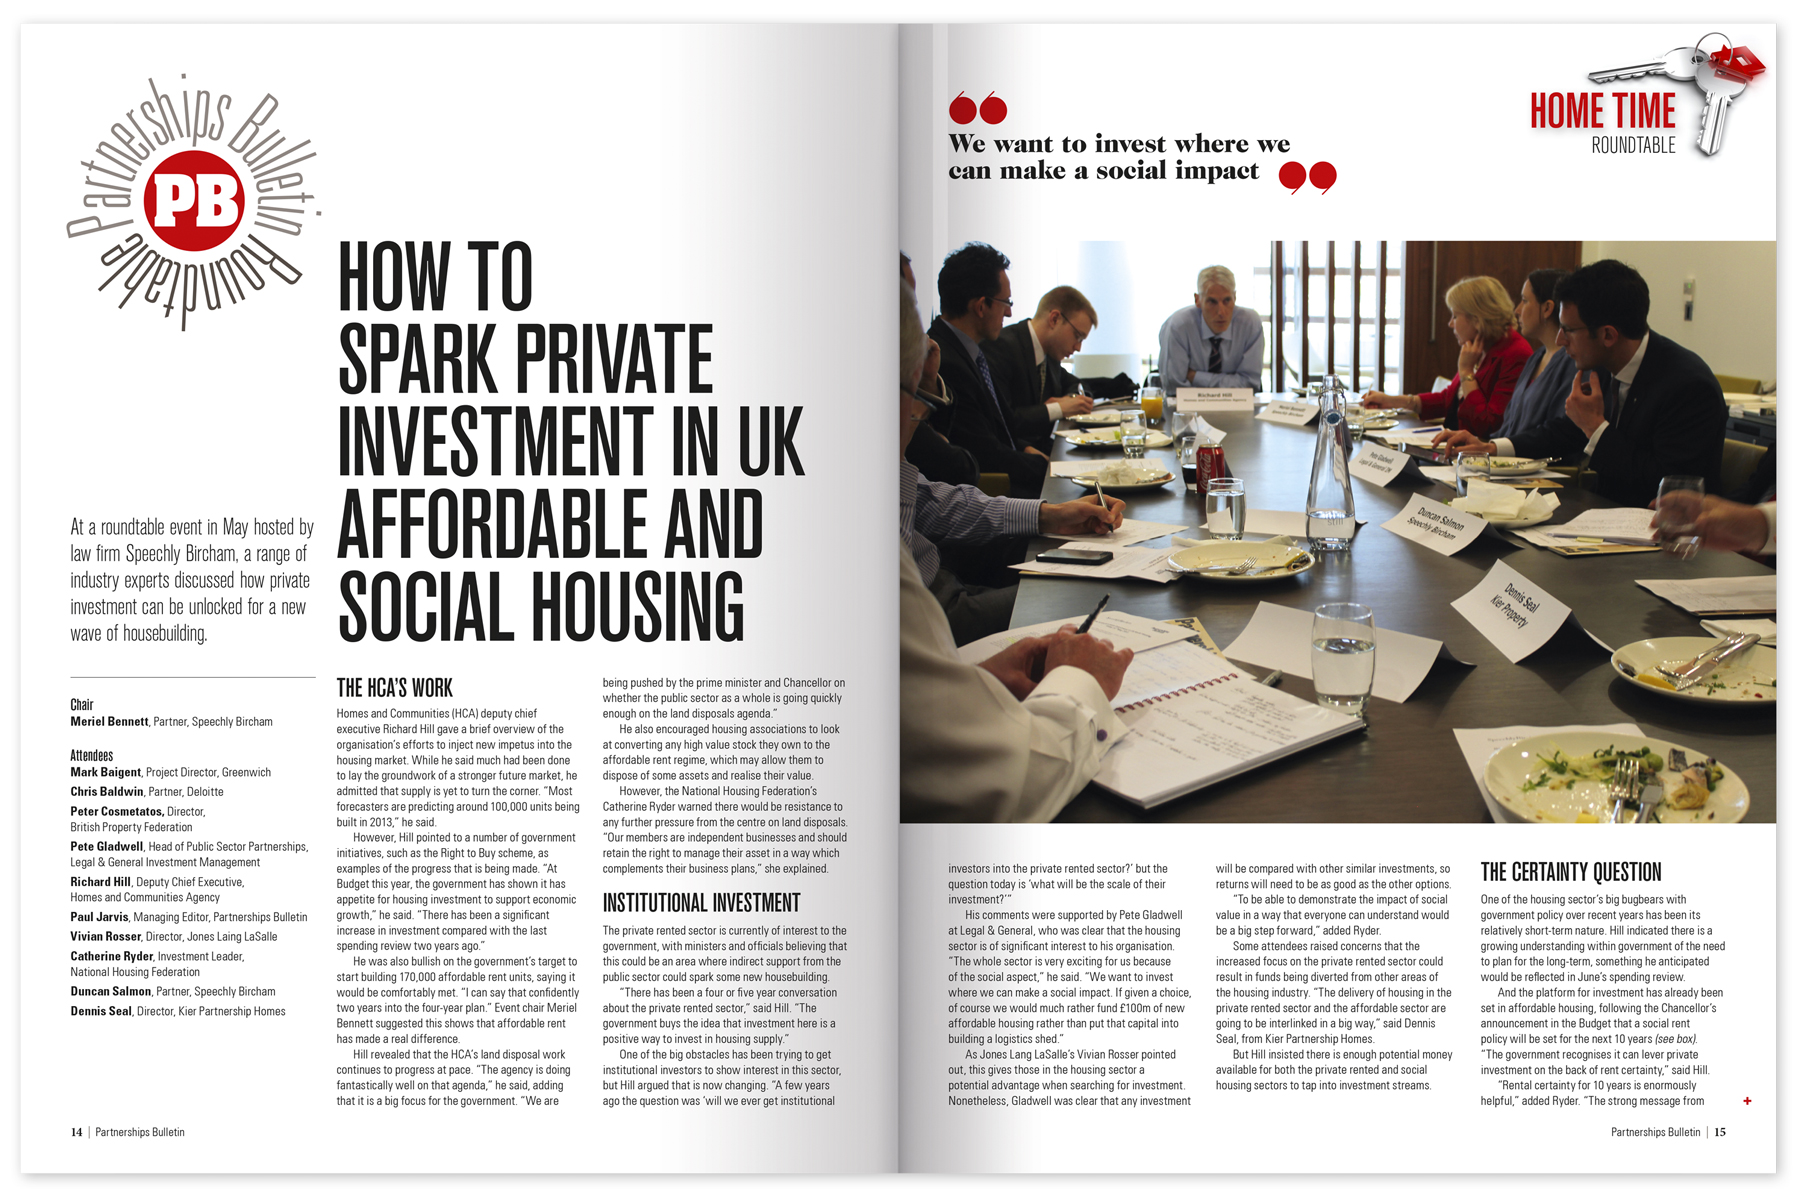 Partnerships Bulletin Roundtable
PB
HOW TO
SPARK PRIVATE
INVESTMENT IN UK
AFFORDABLE AND
SOCIAL HOUSING
At a roundtable event in May hosted by
law firm Speechly Bircham, a range of
industry experts discussed how private
investment can be unlocked for a new
wave of housebuilding.
Chair
Meriel Bennett, Partner, Speechly Bircham
Attendees
Mark Baigent, Project Director, Greenwich
Chris Baldwin, Partner, Deloitte
Peter Cosmetatos, Director,
British Property Federation
Pete Gladwell, Head of Public Sector Partnerships,
Legal & General Investment Management
Richard Hill, Deputy Chief Executive,
Homes and Communities Agency
Paul Jarvis, Managing Editor, Partnerships Bulletin
Vivian Rosser, Director, Jones Laing LaSalle
Catherine Ryder, Investment Leader,
National Housing Federation
Duncan Salmon, Partner, Speechly Bircham
Dennis Seal, Director, Kier Partnership Homes
THE HCA'S WORK
Homes and Communities (HCA) deputy chief
executive Richard Hill gave a brief overview of the
organisation's efforts to inject new impetus into the
housing market. While he said much had been done
to lay the groundwork of a stronger future market, he
admitted that supply is yet to turn the corner. "Most
forecasters are predicting around 100,000 units being
built in 2013," he said.
However, Hill pointed to a number of government
initiatives, such as the Right to Buy scheme, as
examples of the progress that is being made. "At
Budget this year, the government has shown it has
appetite for housing investment to support economic
growth," he said. "There has been a significant
increase in investment compared with the last
spending review two years ago."
He was also bullish on the government's target to
start building 170,000 affordable rent units, saying it
would be comfortably met. "I can say that confidently
two years into the four-year plan." Event chair Meriel
Bennett suggested this shows that affordable rent
has made a real difference.
Hill revealed that the HCA's land disposal work
continues to progress at pace. "The agency is doing
fantastically well on that agenda," he said, adding
that it is a big focus for the government. "We are
being pushed by the prime minister and Chancellor on
whether the public sector as a whole is going quickly
enough on the land disposals agenda."
He also encouraged housing associations to look
at converting any high value stock they own to the
affordable rent regime, which may allow them to
dispose of some assets and realise their value.
However, the National Housing Federation's
Catherine Ryder warned there would be resistance to
any further pressure from the centre on land disposals.
"Our members are independent businesses and should
retain the right to manage their asset in a way which
complements their business plans," she explained.
INSTITUTIONAL INVESTMENT
The private rented sector is currently of interest to the
government, with ministers and officials believing that
this could be an area where indirect support from the
public sector could spark some new housebuilding.
"There has been a four or five year conversation
about the private rented sector," said Hill. "The
government buys the idea that investment here is a
positive way to invest in housing supply."
One of the big obstacles has been trying to get
institutional investors to show interest in this sector,
but Hill argued that is now changing. "A few years
ago the question was 'will we ever get institutional
14 | Partnerships Bulletin
We want to invest where we
can make a social impact
HOME TIME
ROUNDTABLE
Richard Hill
Pete Gladwell
Legal & General IM
Duncan Salmon
Speechly Bircham
Dennis Seal
Kier Property
investors into the private rented sector?' but the
question today is 'what will be the scale of their
investment?'"
His comments were supported by Pete Gladwell
at Legal & General, who was clear that the housing
sector is of significant interest to his organisation.
"The whole sector is very exciting for us because
of the social aspect," he said. "We want to invest
where we can make a social impact. If given a choice,
of course we would much rather fund £100m of new
affordable housing rather than put that capital into
building a logistics shed."
As Jones Lang LaSalle's Vivian Rosser pointed
out, this gives those in the housing sector a
potential advantage when searching for investment.
Nonetheless, Gladwell was clear that any investment
will be compared with other similar investments, so
returns will need to be as good as the other options.
"To be able to demonstrate the impact of social
value in a way that everyone can understand would
be a big step forward," added Ryder.
Some attendees raised concerns that the
increased focus on the private rented sector could
result in funds being diverted from other areas of
the housing industry. "The delivery of housing in the
private rented sector and the affordable sector are
going to be interlinked in a big way," said Dennis
Seal, from Kier Partnership Homes.
But Hill insisted there is enough potential money
available for both the private rented and social
housing sectors to tap into investment streams.
THE CERTAINTY QUESTION
One of the housing sector's big bugbears with
government policy over recent years has been its
relatively short-term nature. Hill indicated there is a
growing understanding within government of the need
to plan for the long-term, something he anticipated
would be reflected in June's spending review.
And the platform for investment has already been
set in affordable housing, following the Chancellor's
announcement in the Budget that a social rent
policy will be set for the next 10 years (see box).
"The government recognises it can lever private
investment on the back of rent certainty," said Hill.
"Rental certainty for 10 years is enormously
helpful," added Ryder. "The strong message from
Partnerships Bulletin | 15